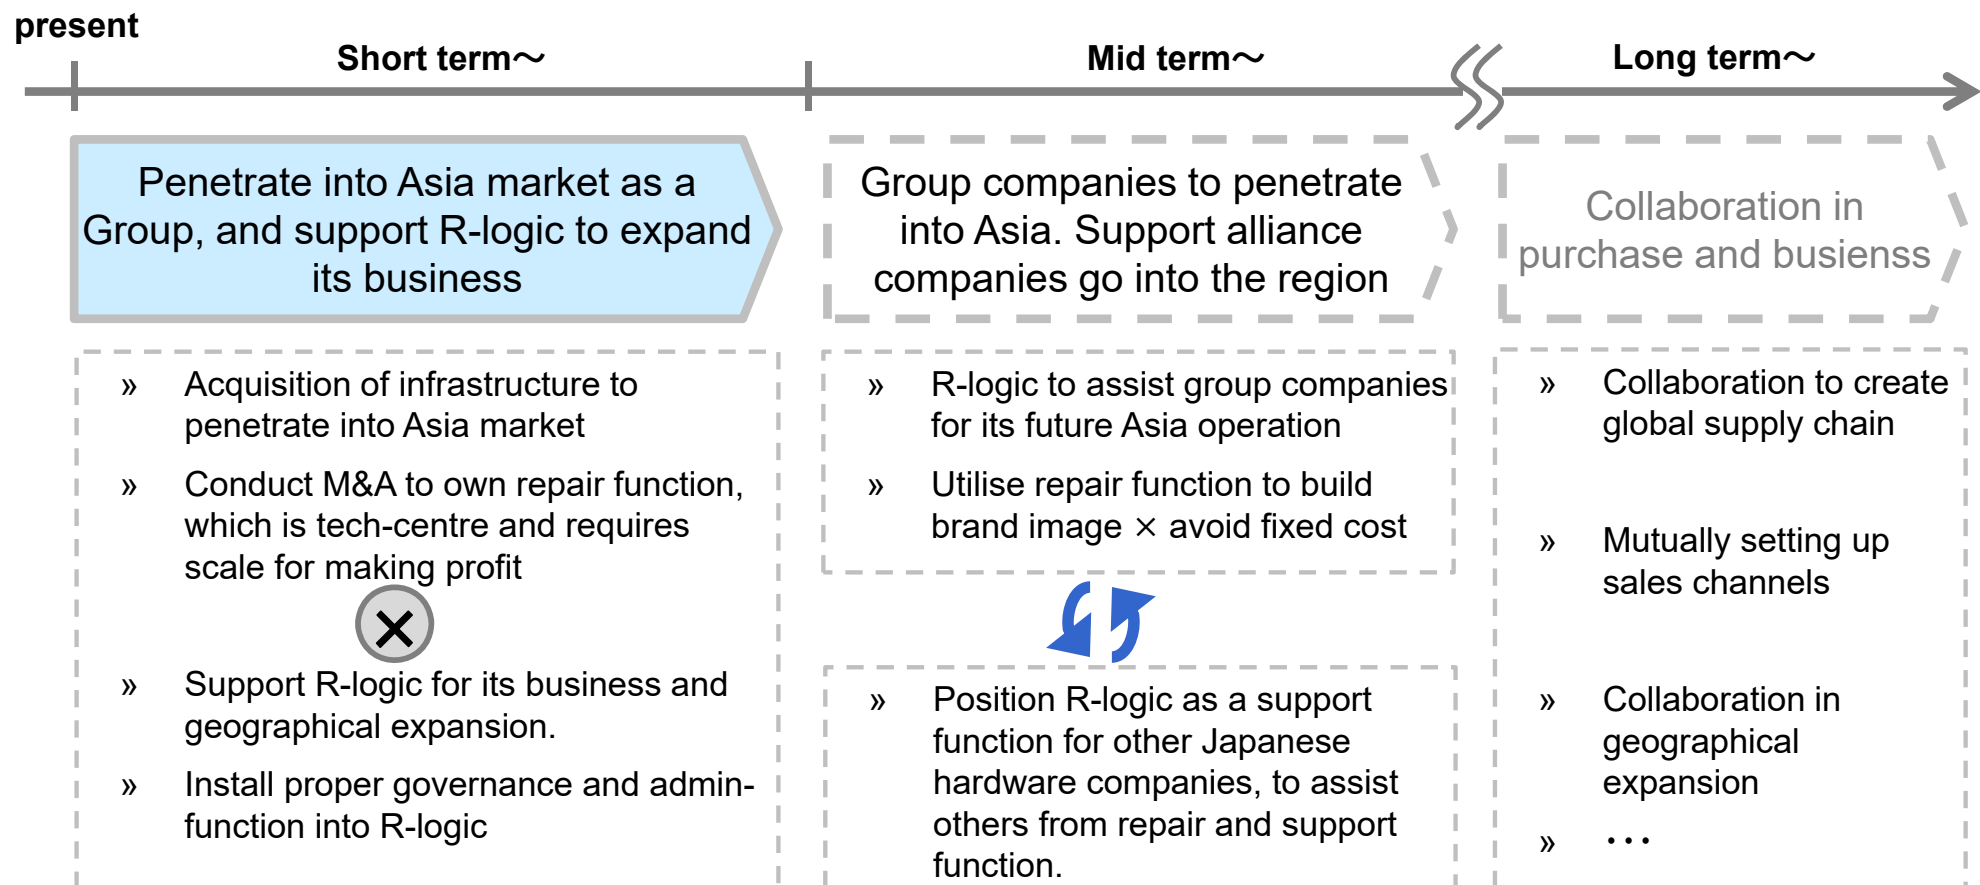 present
Short term～
Mid term～
Long term～
Penetrate into Asia market as a
Group, and support R-logic to expand
its business
Group companies to penetrate
into Asia. Support alliance
companies go into the region
Collaboration in
purchase and busienss
» Acquisition of infrastructure to
penetrate into Asia market
» Conduct M&A to own repair function,
which is tech-centre and requires
scale for making profit
×
» Support R-logic for its business and
geographical expansion.
» Install proper governance and admin-
function into R-logic
» R-logic to assist group companies
for its future Asia operation
» Utilise repair function to build
brand image × avoid fixed cost
» Position R-logic as a support
function for other Japanese
hardware companies, to assist
others from repair and support
function.
» Collaboration to create
global supply chain
» Mutually setting up
sales channels
» Collaboration in
geographical
expansion
» ･･･